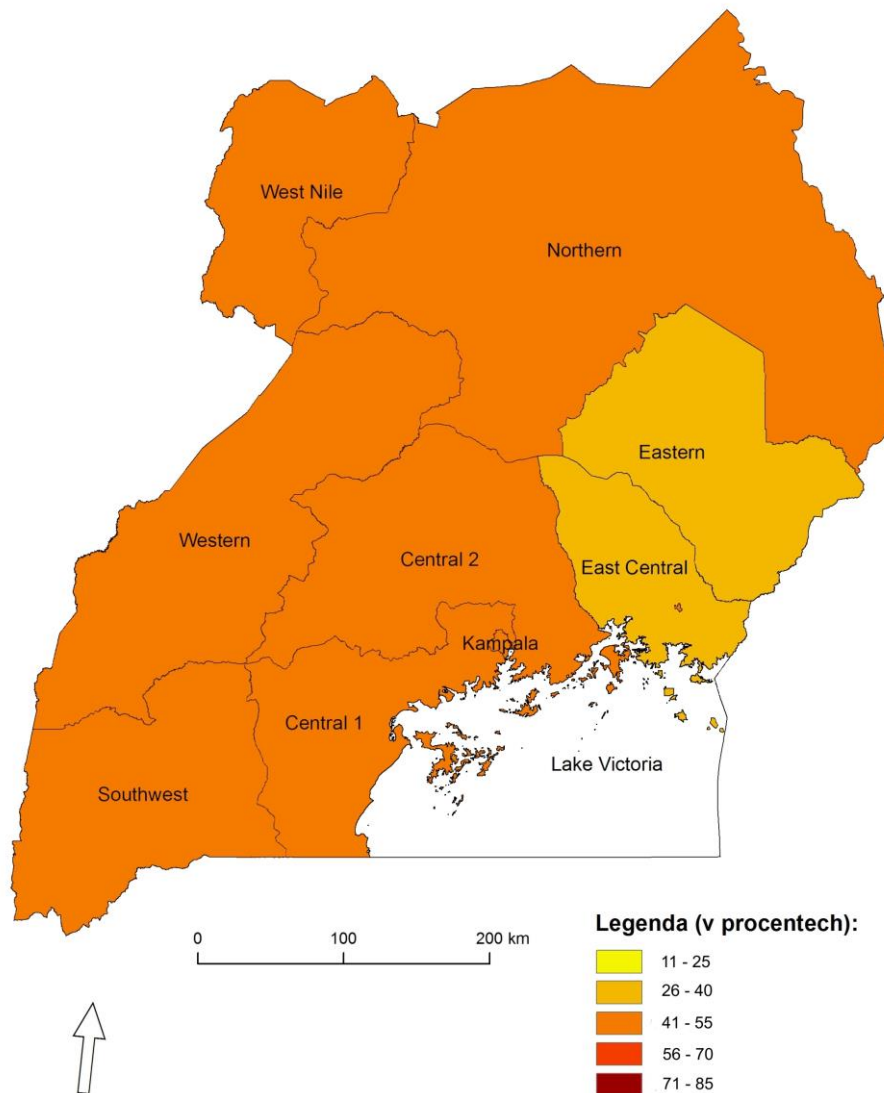 West Nile
Northern
Eastern
Western
Central 2
East Central
Kampala
Central 1
Lake Victoria
Southwest
Legenda (v procentech):
0 100 200 km
11 - 25
26 - 40
41 - 55
56 - 70
71 - 85